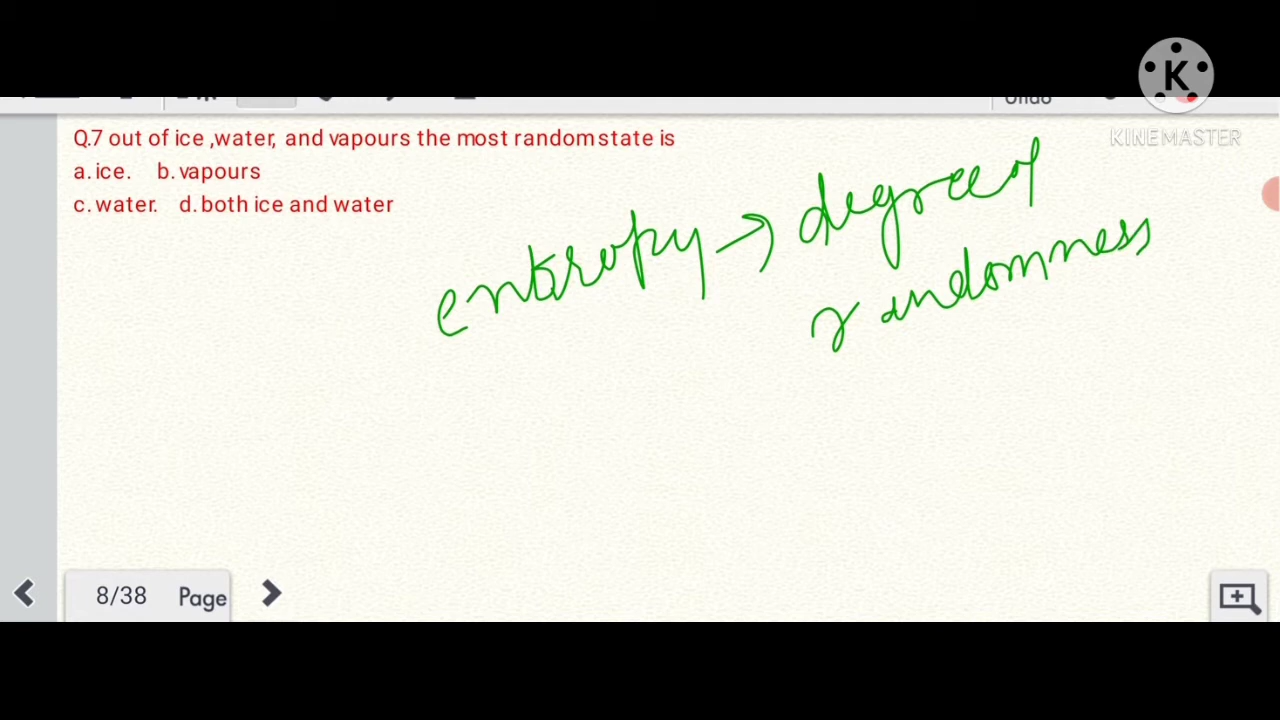 K
KINEMASTER
Undo
Q.7 out of ice ,water, and vapours the most random state is
a. ice. b. vapours
c. water. d. both ice and water
entropy → degree of
randomness
8/38 Page